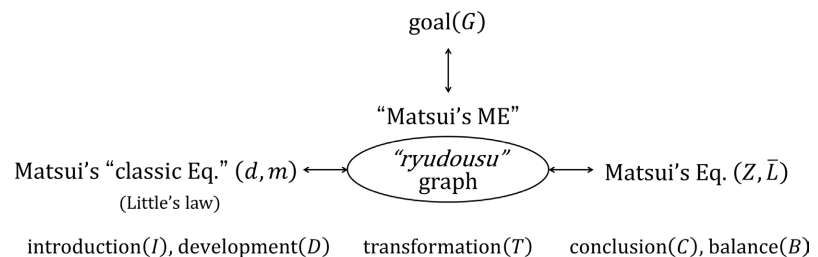 goal(G)
“Matsui’s ME”
“ryudousu”
graph
Matsui’s “classic Eq.” (d, m)
(Little’s law)
Matsui’s Eq. (Z, L̄)
introduction(I), development(D)
transformation(T)
conclusion(C), balance(B)